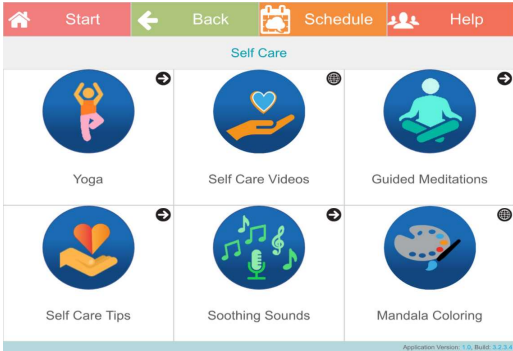 Start Back Schedule Help
Self Care
Yoga Self Care Videos Guided Meditations
Self Care Tips Soothing Sounds Mandala Coloring
Application Version: 1.0, Build: 3.2.3.4